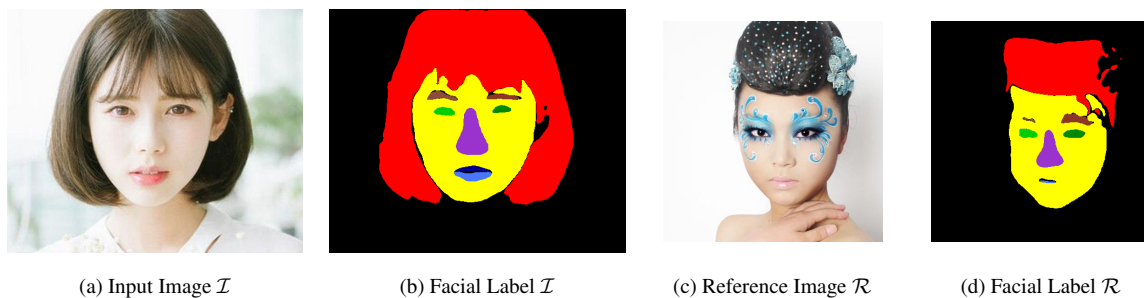 (a) Input Image ℐ
(b) Facial Label ℐ
(c) Reference Image ℛ
(d) Facial Label ℛ